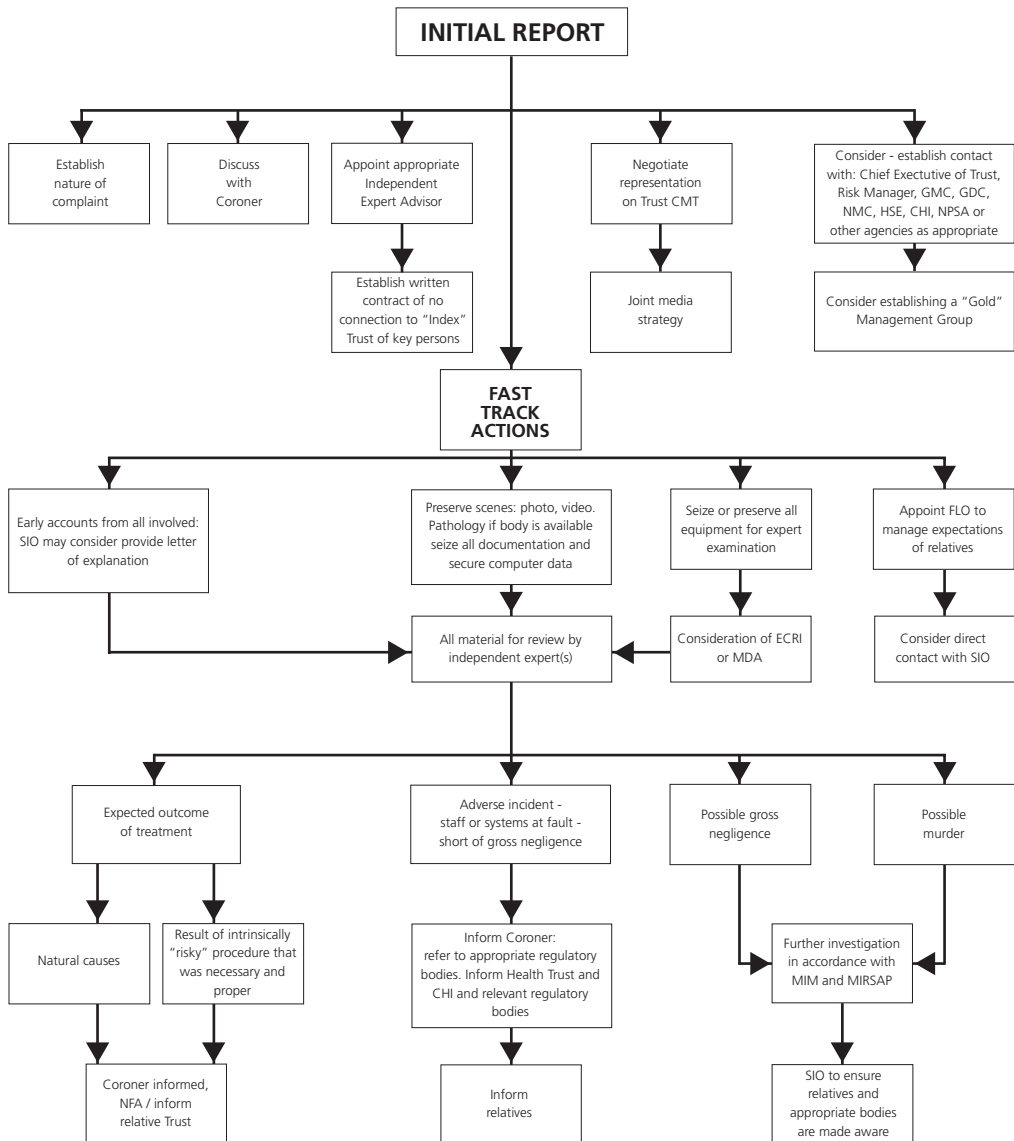 INITIAL REPORT
Establish
nature of
complaint
Discuss
with
Coroner
Appoint appropriate
Independent
Expert Advisor
Negotiate
representation
on Trust CMT
Consider - establish contact
with: Chief Exectutive of Trust,
Risk Manager, GMC, GDC,
NMC, HSE, CHI, NPSA or
other agencies as appropriate
Establish written
contract of no
connection to “Index”
Trust of key persons
Joint media
strategy
Consider establishing a “Gold”
Management Group
FAST
TRACK
ACTIONS
Early accounts from all involved:
SIO may consider provide letter
of explanation
Preserve scenes: photo, video.
Pathology if body is available
seize all documentation and
secure computer data
Seize or preserve all
equipment for expert
examination
Appoint FLO to
manage expectations
of relatives
All material for review by
independent expert(s)
Consideration of ECRI
or MDA
Consider direct
contact with SIO
Expected outcome
of treatment
Adverse incident -
staff or systems at fault -
short of gross negligence
Possible gross
negligence
Possible
murder
Natural causes
Result of intrinsically
“risky” procedure that
was necessary and
proper
Inform Coroner:
refer to appropriate regulatory
bodies. Inform Health Trust and
CHI and relevant regulatory
bodies
Further investigation
in accordance with
MIM and MIRSAP
Coroner informed,
NFA / inform
relative Trust
Inform
relatives
SIO to ensure
relatives and
appropriate bodies
are made aware